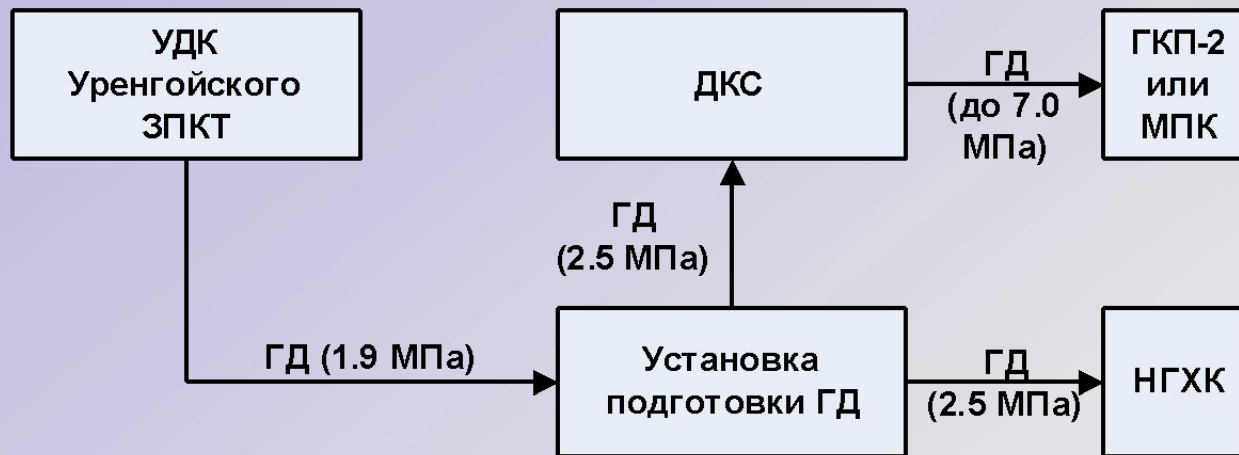 УДК
Уренгойского
ЗПКТ
ДКС
ГД
(до 7.0
МПа)
ГКП-2
или
МПК
ГД
(2.5 МПа)
ГД (1.9 МПа)
Установка
подготовки ГД
ГД
(2.5 МПа)
НГХК